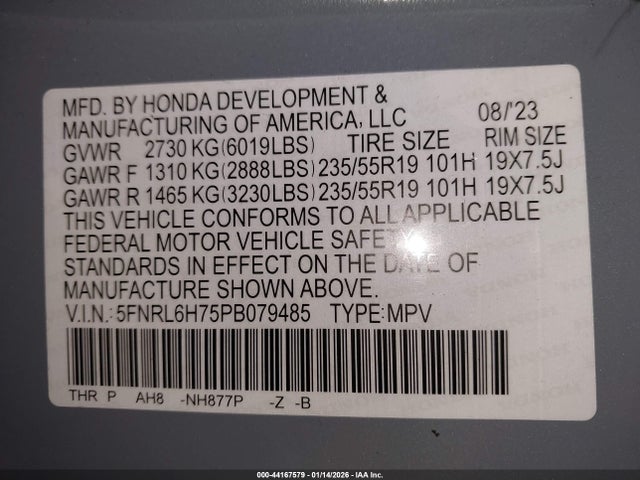 MFD. BY HONDA DEVELOPMENT &
MANUFACTURING OF AMERICA, LLC 08/'23
GVWR 2730 KG(6019LBS) TIRE SIZE RIM SIZE
GAWR F 1310 KG(2888LBS) 235/55R19 101H 19X7.5J
GAWR R 1465 KG(3230LBS) 235/55R19 101H 19X7.5J
THIS VEHICLE CONFORMS TO ALL APPLICABLE
FEDERAL MOTOR VEHICLE SAFETY
STANDARDS IN EFFECT ON THE DATE OF
MANUFACTURE SHOWN ABOVE.
V.I.N.:5FNRL6H75PB079485 TYPE:MPV
THR P AH8 -NH877P -Z -B
000-44167579 — 01/14/2026 - IAA Inc.